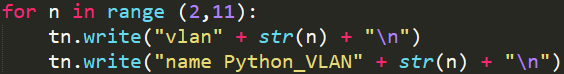 for n in range (2,11):
    tn.write("vlan" + str(n) + "\n")
    tn.write("name Python_VLAN" + str(n) + "\n")